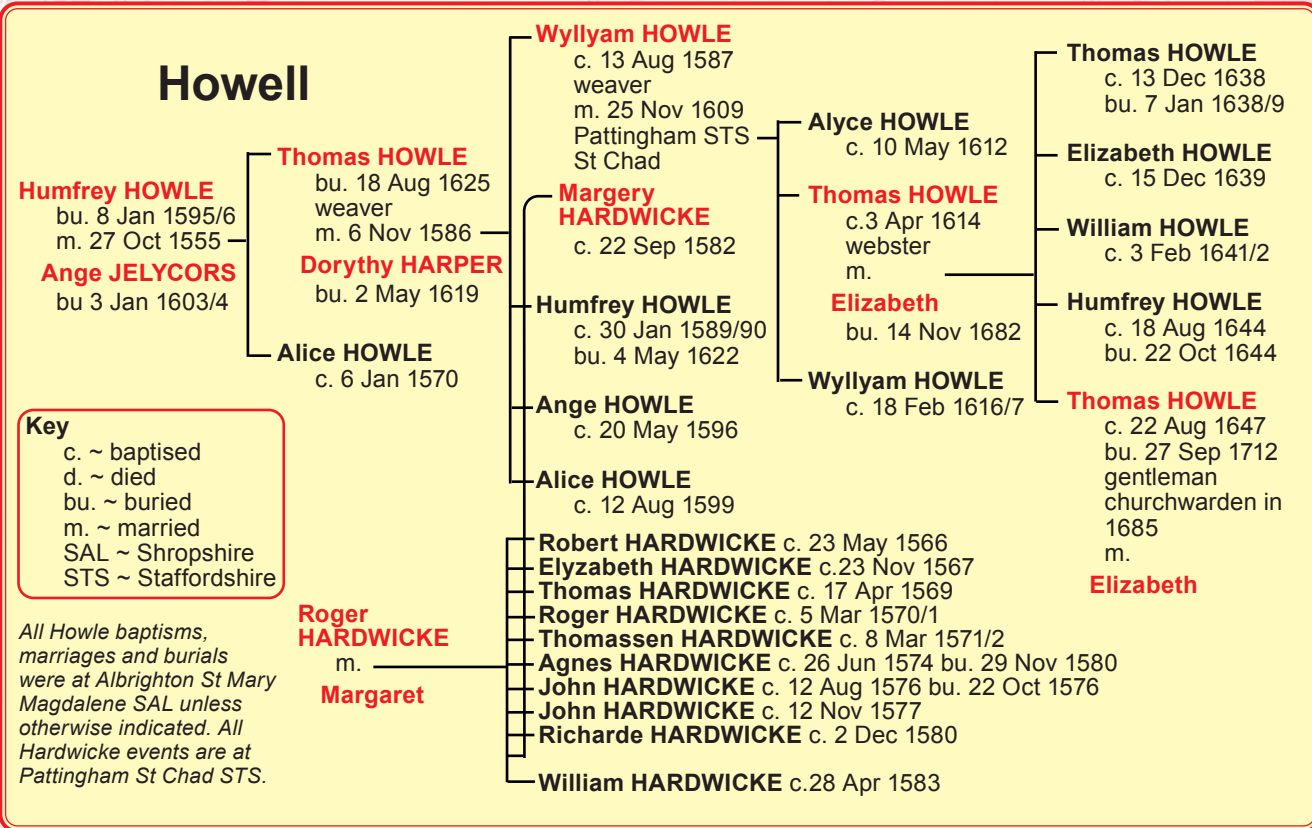 Howell
Humfrey HOWLE
bu. 8 Jan 1595/6
m. 27 Oct 1555
Ange JELYCORS
bu 3 Jan 1603/4
Thomas HOWLE
bu. 18 Aug 1625
weaver
m. 6 Nov 1586
Dorythy HARPER
bu. 2 May 1619
Alice HOWLE
c. 6 Jan 1570
Wyllyam HOWLE
c. 13 Aug 1587
weaver
m. 25 Nov 1609
Pattingham STS
St Chad
Margery
HARDWICKE
c. 22 Sep 1582
Humfrey HOWLE
c. 30 Jan 1589/90
bu. 4 May 1622
Ange HOWLE
c. 20 May 1596
Alice HOWLE
c. 12 Aug 1599
Alyce HOWLE
c. 10 May 1612
Thomas HOWLE
c.3 Apr 1614
webster
m.
Elizabeth
bu. 14 Nov 1682
Wyllyam HOWLE
c. 18 Feb 1616/7
Thomas HOWLE
c. 13 Dec 1638
bu. 7 Jan 1638/9
Elizabeth HOWLE
c. 15 Dec 1639
William HOWLE
c. 3 Feb 1641/2
Humfrey HOWLE
c. 18 Aug 1644
bu. 22 Oct 1644
Thomas HOWLE
c. 22 Aug 1647
bu. 27 Sep 1712
gentleman
churchwarden in
1685
m.
Elizabeth
Key
c. ~ baptised
d. ~ died
bu. ~ buried
m. ~ married
SAL ~ Shropshire
STS ~ Staffordshire
All Howle baptisms,
marriages and burials
were at Albrighton St Mary
Magdalene SAL unless
otherwise indicated. All
Hardwicke events are at
Pattingham St Chad STS.
Roger
HARDWICKE
m.
Margaret
Robert HARDWICKE c. 23 May 1566
Elyzabeth HARDWICKE c.23 Nov 1567
Thomas HARDWICKE c. 17 Apr 1569
Roger HARDWICKE c. 5 Mar 1570/1
Thomassen HARDWICKE c. 8 Mar 1571/2
Agnes HARDWICKE c. 26 Jun 1574 bu. 29 Nov 1580
John HARDWICKE c. 12 Aug 1576 bu. 22 Oct 1576
John HARDWICKE c. 12 Nov 1577
Richarde HARDWICKE c. 2 Dec 1580
William HARDWICKE c.28 Apr 1583